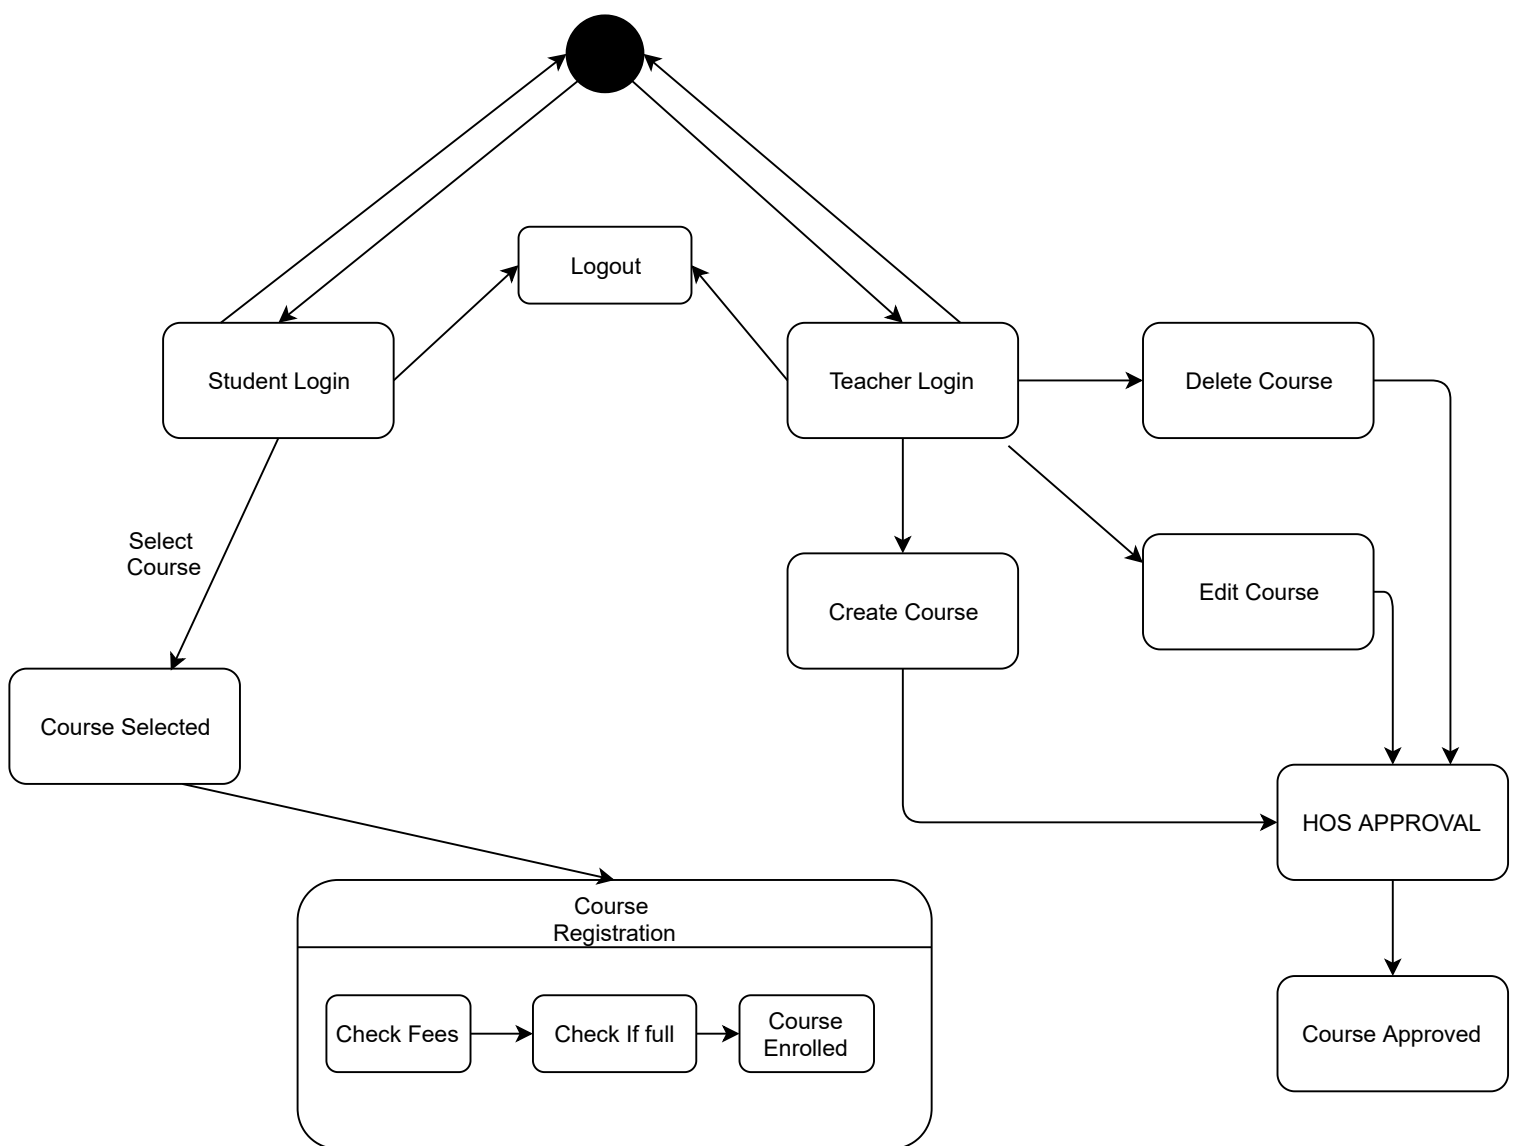 Logout
Student Login
Teacher Login
Delete Course
Select
Course
Edit Course
Create Course
Course Selected
HOS APPROVAL
Course
Registration
Check Fees
Check If full
Course
Enrolled
Course Approved